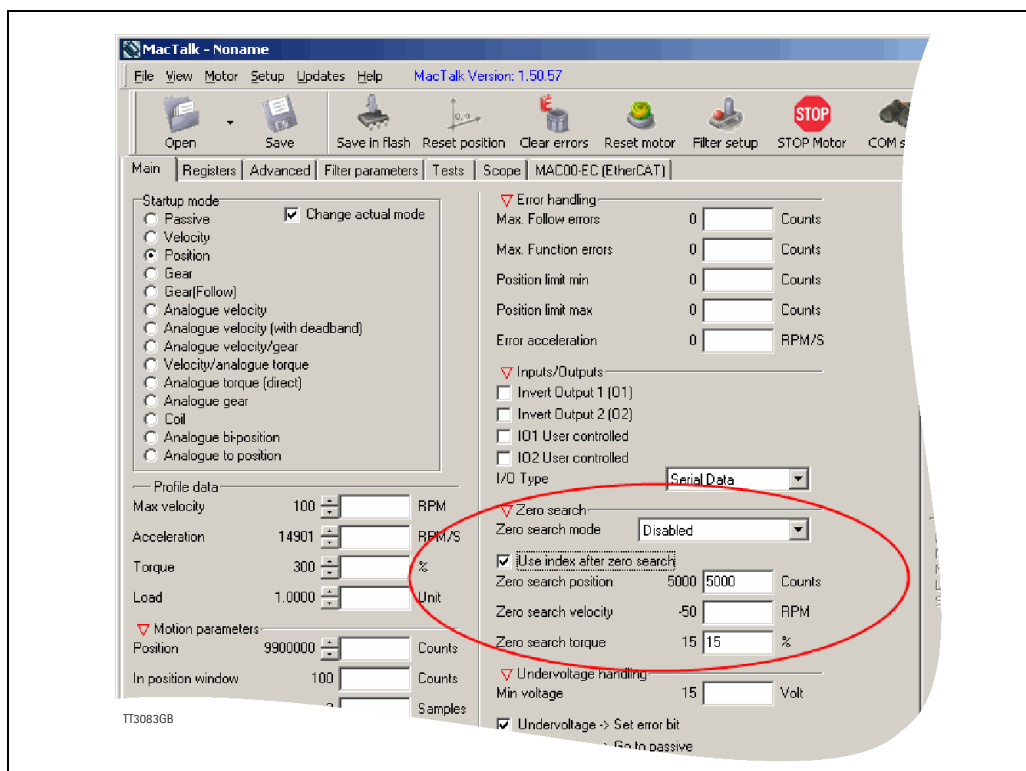 MacTalk - Noname
File View Motor Setup Updates Help MacTalk Version: 1.50.57
Open Save Save in flash Reset position Clear errors Reset motor Filter setup STOP Motor COM s
STOP
Main Registers Advanced Filter parameters Tests Scope MAC00-EC (EtherCAT)
Startup mode
Change actual mode
Passive
Velocity
Position
Gear
Gear(Follow)
Analogue velocity
Analogue velocity (with deadband)
Analogue velocity/gear
Velocity/analogue torque
Analogue torque (direct)
Analogue gear
Coil
Analogue bi-position
Analogue to position
Profile data
Max velocity 100 RPM
Acceleration 14901 RPM/S
Torque 300 %
Load 1.0000 Unit
Motion parameters
Position 9900000 Counts
In position window 100 Counts
Samples
Error handling
Max. Follow errors 0 Counts
Max. Function errors 0 Counts
Position limit min 0 Counts
Position limit max 0 Counts
Error acceleration 0 RPM/S
Inputs/Outputs
Invert Output 1 (O1)
Invert Output 2 (O2)
IO1 User controlled
IO2 User controlled
I/O Type Serial Data
Zero search
Zero search mode Disabled
Use index after zero search
Zero search position 5000 5000 Counts
Zero search velocity -50 RPM
Zero search torque 15 15 %
Undervoltage handling
Min voltage 15 Volt
Undervoltage -> Set error bit
-> Go to passive
TT3083GB